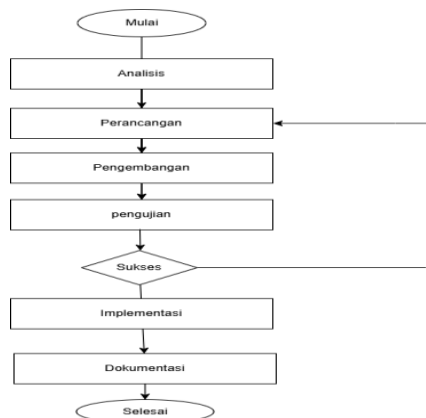 Mulai
Analisis
Perancangan
Pengembangan
pengujian
Sukses
Implementasi
Dokumentasi
Selesai